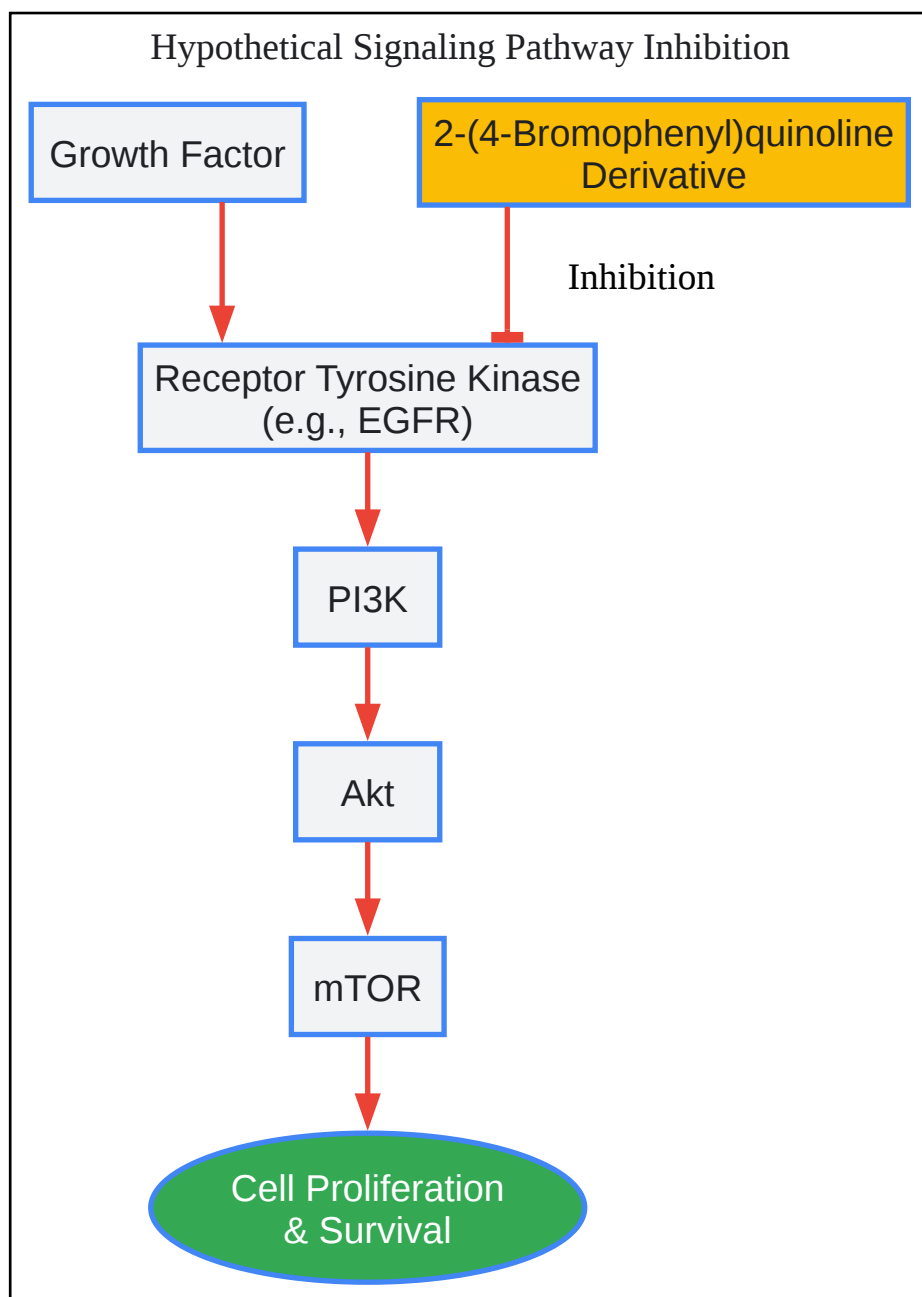 Hypothetical Signaling Pathway Inhibition
Growth Factor
2-(4-Bromophenyl)quinoline
Derivative
Inhibition
Receptor Tyrosine Kinase
(e.g., EGFR)
PI3K
Akt
mTOR
Cell Proliferation
& Survival